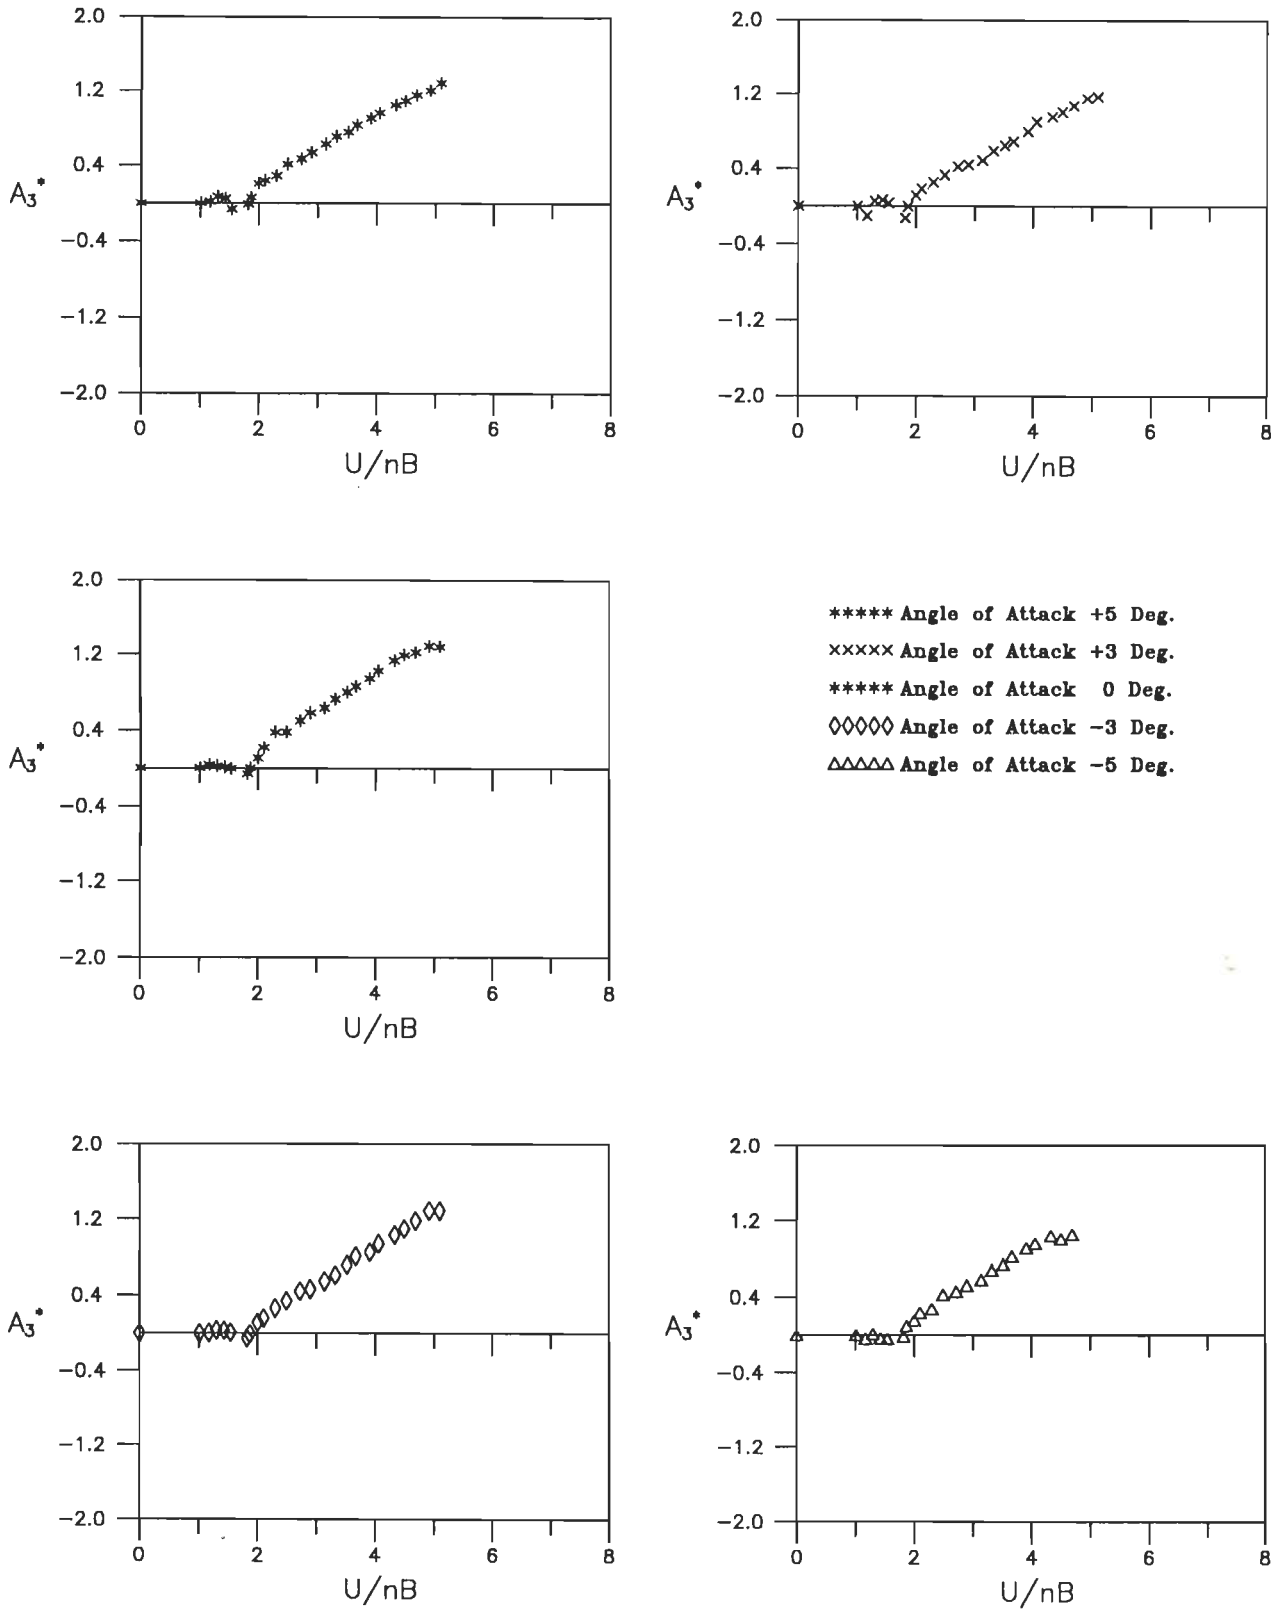 2.0
1.2
0.4
A3*
−0.4
−1.2
−2.0
0 2 4 6 8
U/nB
2.0
1.2
0.4
A3*
−0.4
−1.2
−2.0
0 2 4 6 8
U/nB
2.0
1.2
0.4
A3*
−0.4
−1.2
−2.0
0 2 4 6 8
U/nB
Angle of Attack +5 Deg.
Angle of Attack +3 Deg.
Angle of Attack 0 Deg.
Angle of Attack −3 Deg.
Angle of Attack −5 Deg.
2.0
1.2
0.4
A3*
−0.4
−1.2
−2.0
0 2 4 6 8
U/nB
2.0
1.2
0.4
A3*
−0.4
−1.2
−2.0
0 2 4 6 8
U/nB